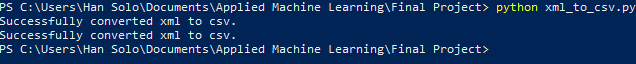 PS C:\Users\Han Solo\Documents\Applied Machine Learning\Final Project> python xml_to_csv.py
Successfully converted xml to csv.
Successfully converted xml to csv.
PS C:\Users\Han Solo\Documents\Applied Machine Learning\Final Project>